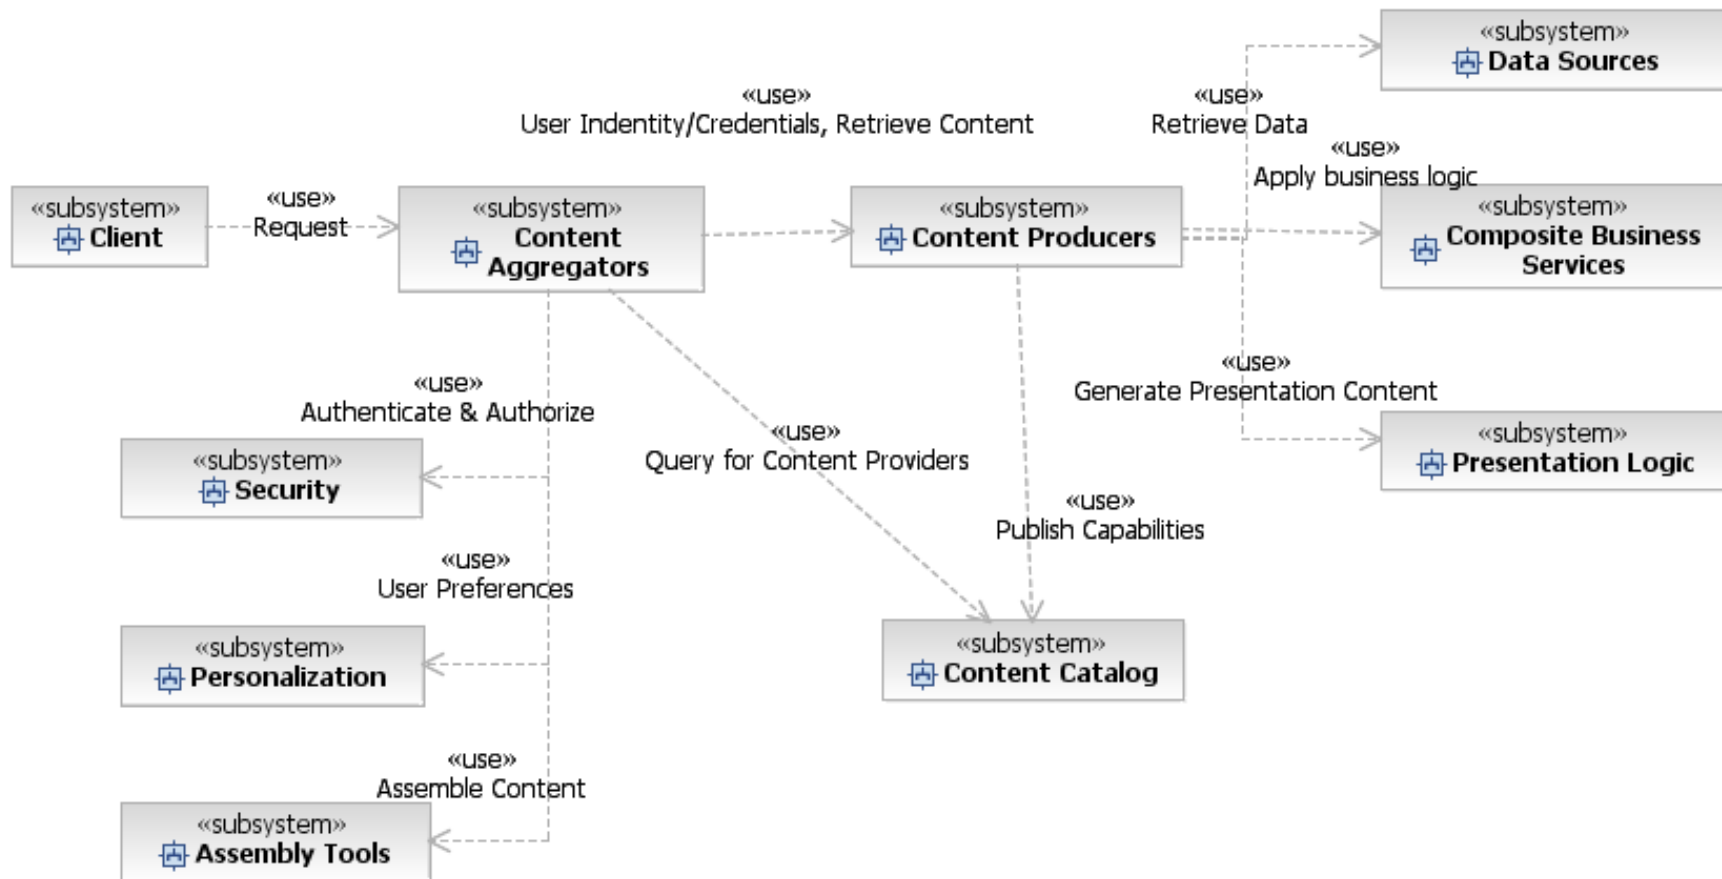 «subsystem»
Data Sources
«use»
User Indentity/Credentials, Retrieve Content
«use»
Retrieve Data
«use»
Apply business logic
«subsystem»
Client
«use»
Request
«subsystem»
Content
Aggregators
«subsystem»
Content Producers
«subsystem»
Composite Business
Services
«use»
Authenticate & Authorize
«use»
Generate Presentation Content
«subsystem»
Security
«use»
Query for Content Providers
«subsystem»
Presentation Logic
«use»
Publish Capabilities
«use»
User Preferences
«subsystem»
Personalization
«subsystem»
Content Catalog
«use»
Assemble Content
«subsystem»
Assembly Tools